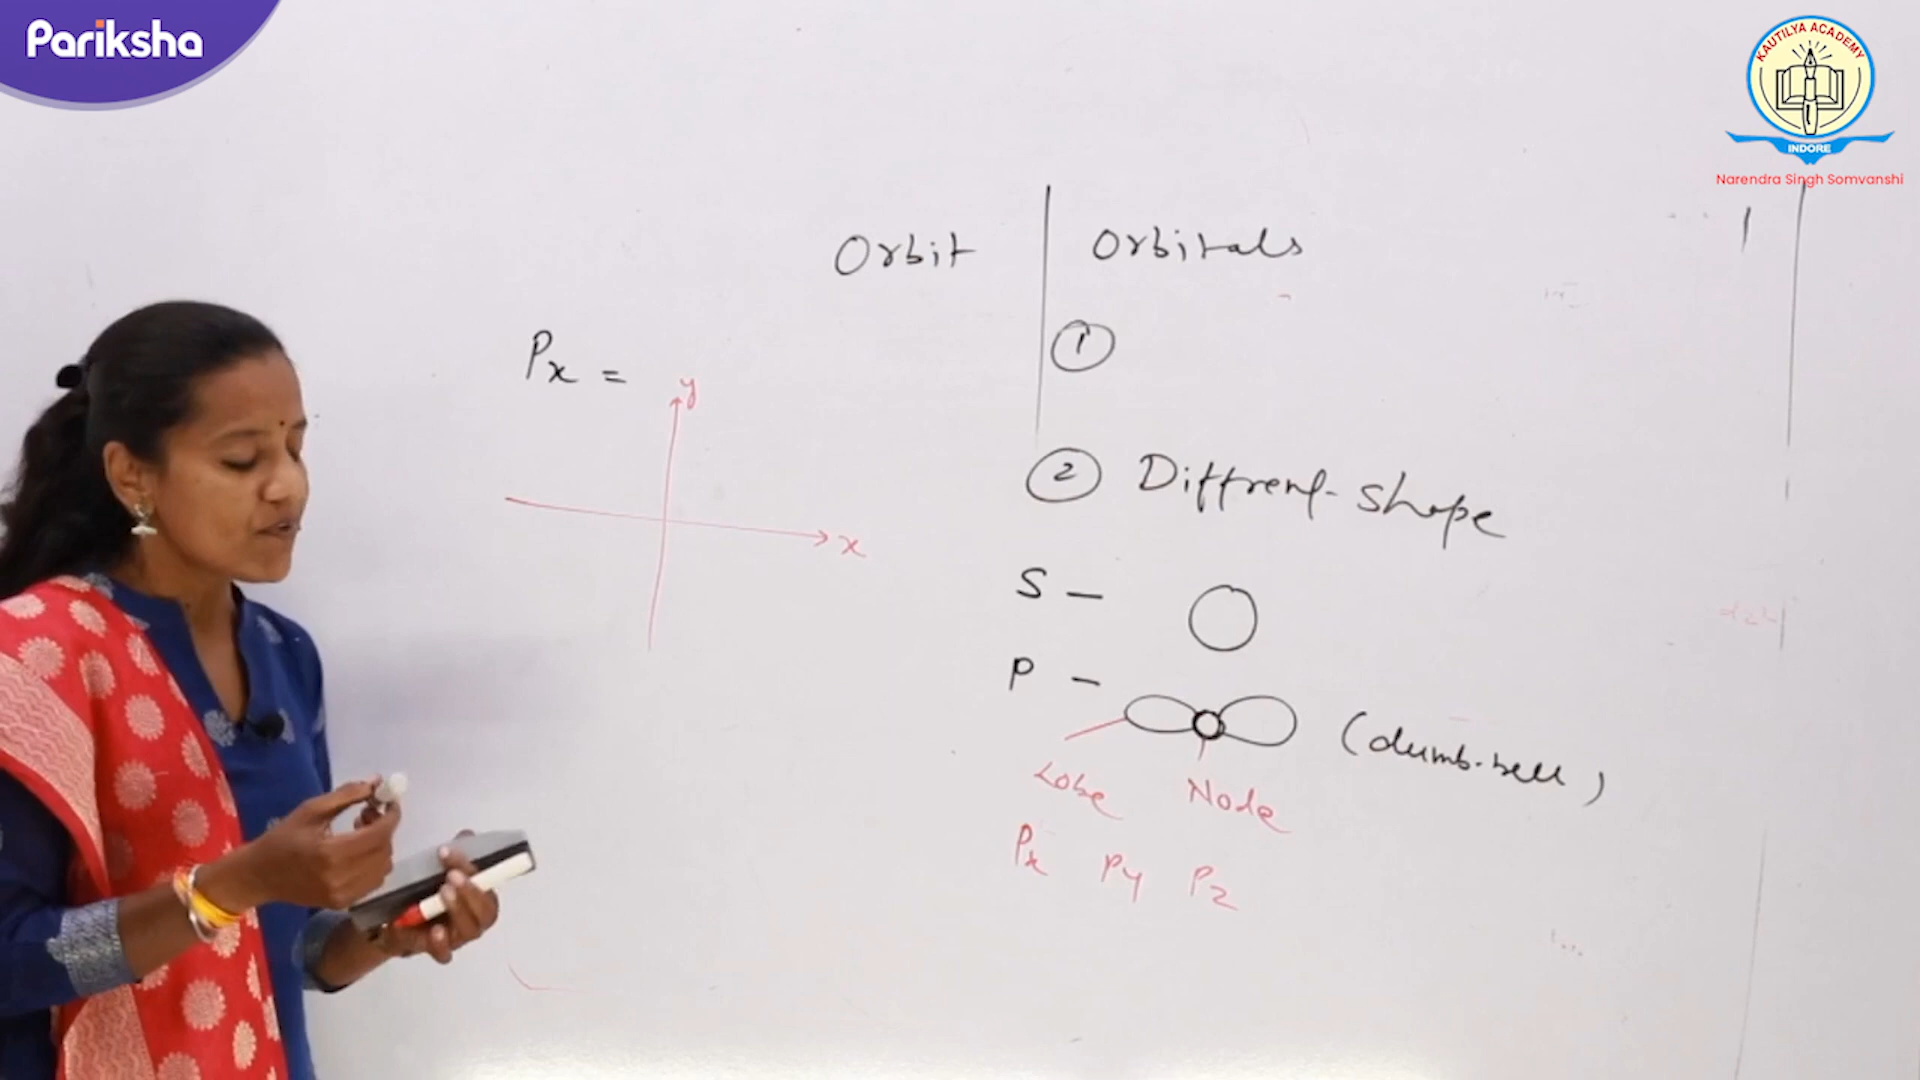 Pariksha
KAUTILYA ACADEMY
INDORE
Narendra Singh Somvanshi
Orbit Orbitals
①
Px =
y
x
② Diffrent shape
S -
P - (dumb-bell)
Lobe Node
Px Py Pz